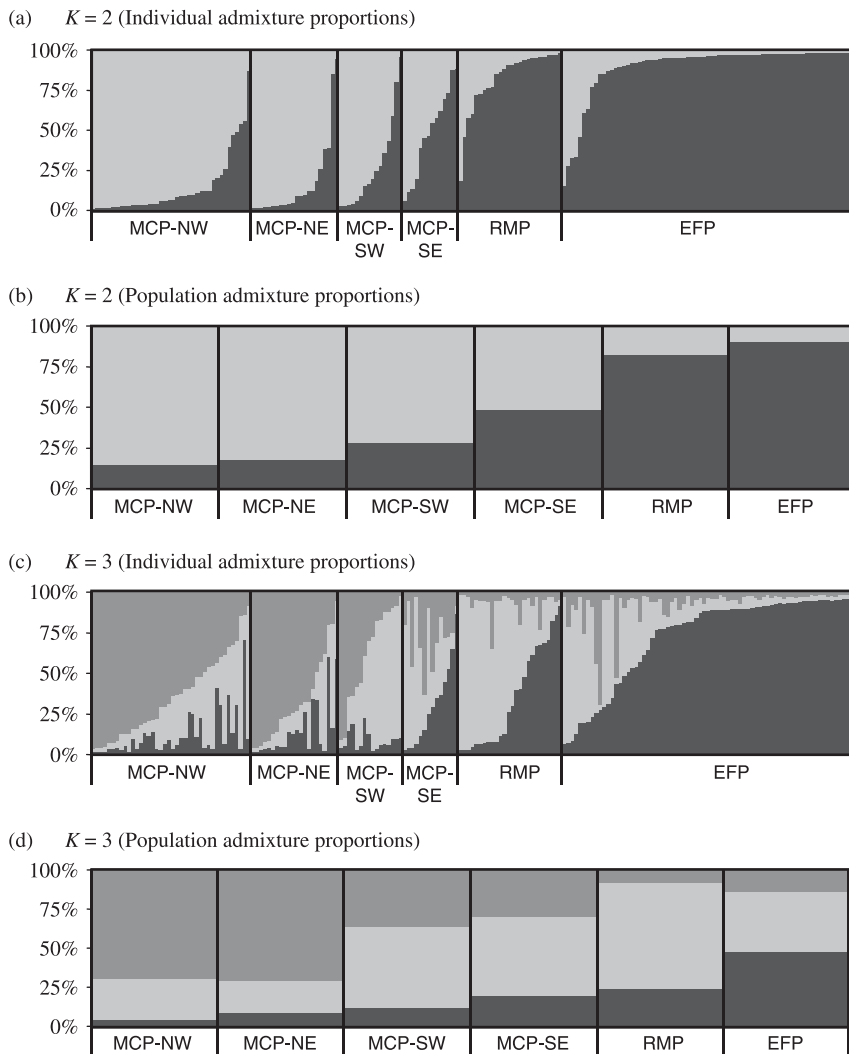 (a) K = 2 (Individual admixture proportions)
100%
75%
50%
25%
0%
MCP-NW MCP-NE MCP- MCP- RMP EFP
SW SE
(b) K = 2 (Population admixture proportions)
100%
75%
50%
25%
0%
MCP-NW MCP-NE MCP-SW MCP-SE RMP EFP
(c) K = 3 (Individual admixture proportions)
100%
75%
50%
25%
0%
MCP-NW MCP-NE MCP- MCP- RMP EFP
SW SE
(d) K = 3 (Population admixture proportions)
100%
75%
50%
25%
0%
MCP-NW MCP-NE MCP-SW MCP-SE RMP EFP